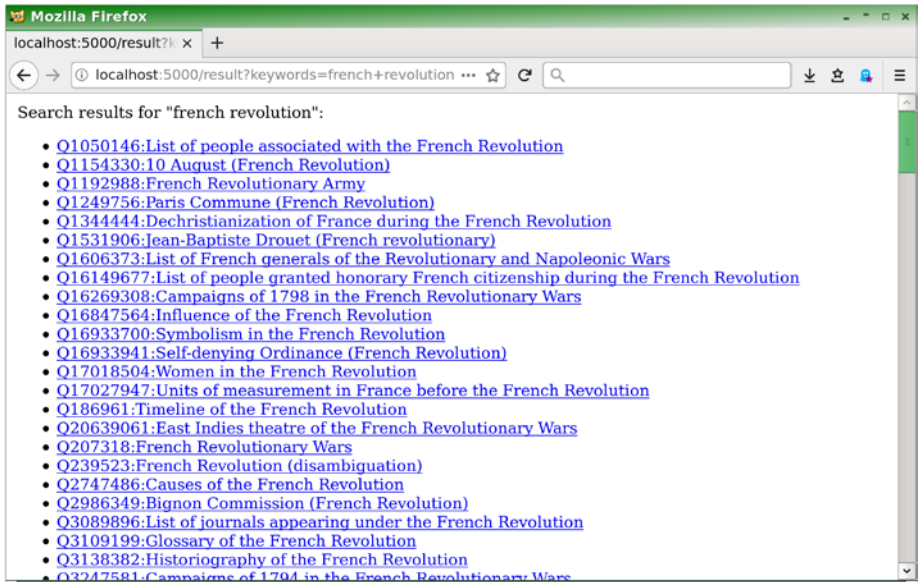 Mozilla Firefox
localhost:5000/result?k
localhost:5000/result?keywords=french+revolution
Search results for "french revolution":
Q1050146:List of people associated with the French Revolution
Q1154330:10 August (French Revolution)
Q1192988:French Revolutionary Army
Q1249756:Paris Commune (French Revolution)
Q1344444:Dechristianization of France during the French Revolution
Q1531906:Jean-Baptiste Drouet (French revolutionary)
Q1606373:List of French generals of the Revolutionary and Napoleonic Wars
Q16149677:List of people granted honorary French citizenship during the French Revolution
Q16269308:Campaigns of 1798 in the French Revolutionary Wars
Q16847564:Influence of the French Revolution
Q16933700:Symbolism in the French Revolution
Q16933941:Self-denying Ordinance (French Revolution)
Q17018504:Women in the French Revolution
Q17027947:Units of measurement in France before the French Revolution
Q186961:Timeline of the French Revolution
Q20639061:East Indies theatre of the French Revolutionary Wars
Q207318:French Revolutionary Wars
Q239523:French Revolution (disambiguation)
Q2747486:Causes of the French Revolution
Q2986349:Bignon Commission (French Revolution)
Q3089896:List of journals appearing under the French Revolution
Q3109199:Glossary of the French Revolution
Q3138382:Historiography of the French Revolution
Q3247581:Campaigns of 1794 in the French Revolutionary Wars